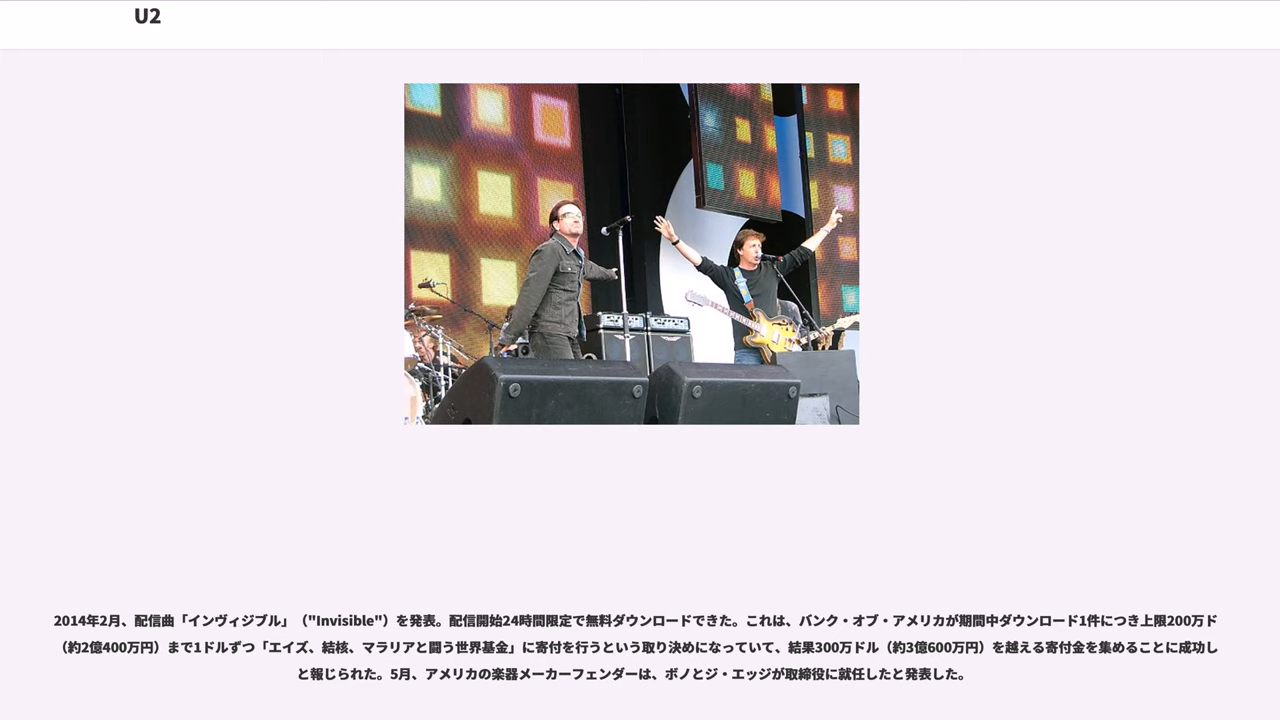 U2
2014年2月、配信曲「インヴィジブル」（"Invisible"）を発表。配信開始24時間限定で無料ダウンロードできた。これは、バンク・オブ・アメリカが期間中ダウンロード1件につき上限200万ド
（約2億400万円）まで1ドルずつ「エイズ、結核、マラリアと闘う世界基金」に寄付を行うという取り決めになっていて、結果300万ドル（約3億600万円）を越える寄付金を集めることに成功し
と報じられた。5月、アメリカの楽器メーカーフェンダーは、ボノとジ・エッジが取締役に就任したと発表した。